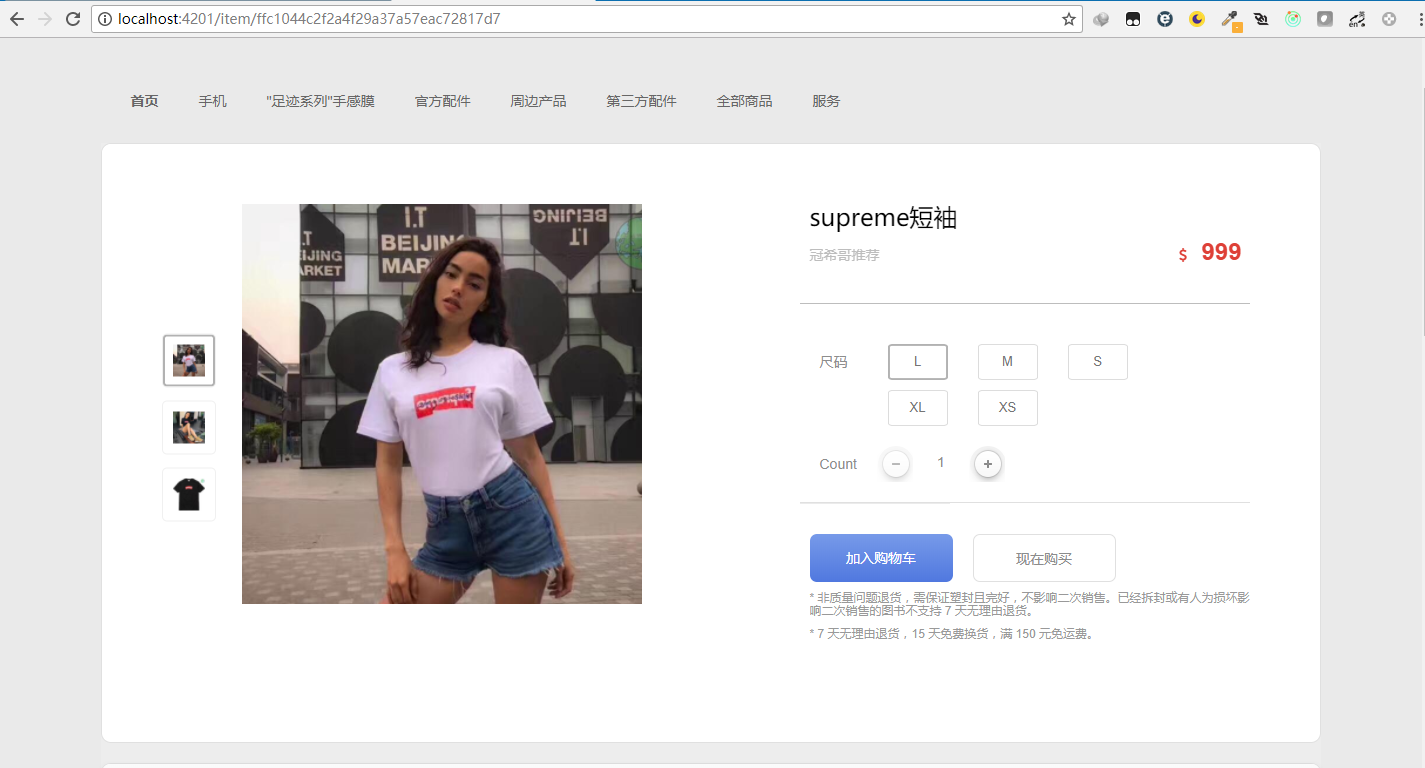 localhost:4201/item/ffc1044c2f2a4f29a37a57eac72817d7
首页 手机 "足迹系列"手感膜 官方配件 周边产品 第三方配件 全部商品 服务
I.T
BEIJING
I.T
BEIJIN
MAR
I.T
IJING
ARKET
supreme短袖
冠希哥推荐
$ 999
尺码 L M S
XL XS
Count − 1 +
加入购物车 现在购买
* 非质量问题退货，需保证塑封且完好，不影响二次销售。已经拆封或有人为损坏影
响二次销售的图书不支持 7 天无理由退货。
* 7 天无理由退货，15 天免费换货，满 150 元免运费。